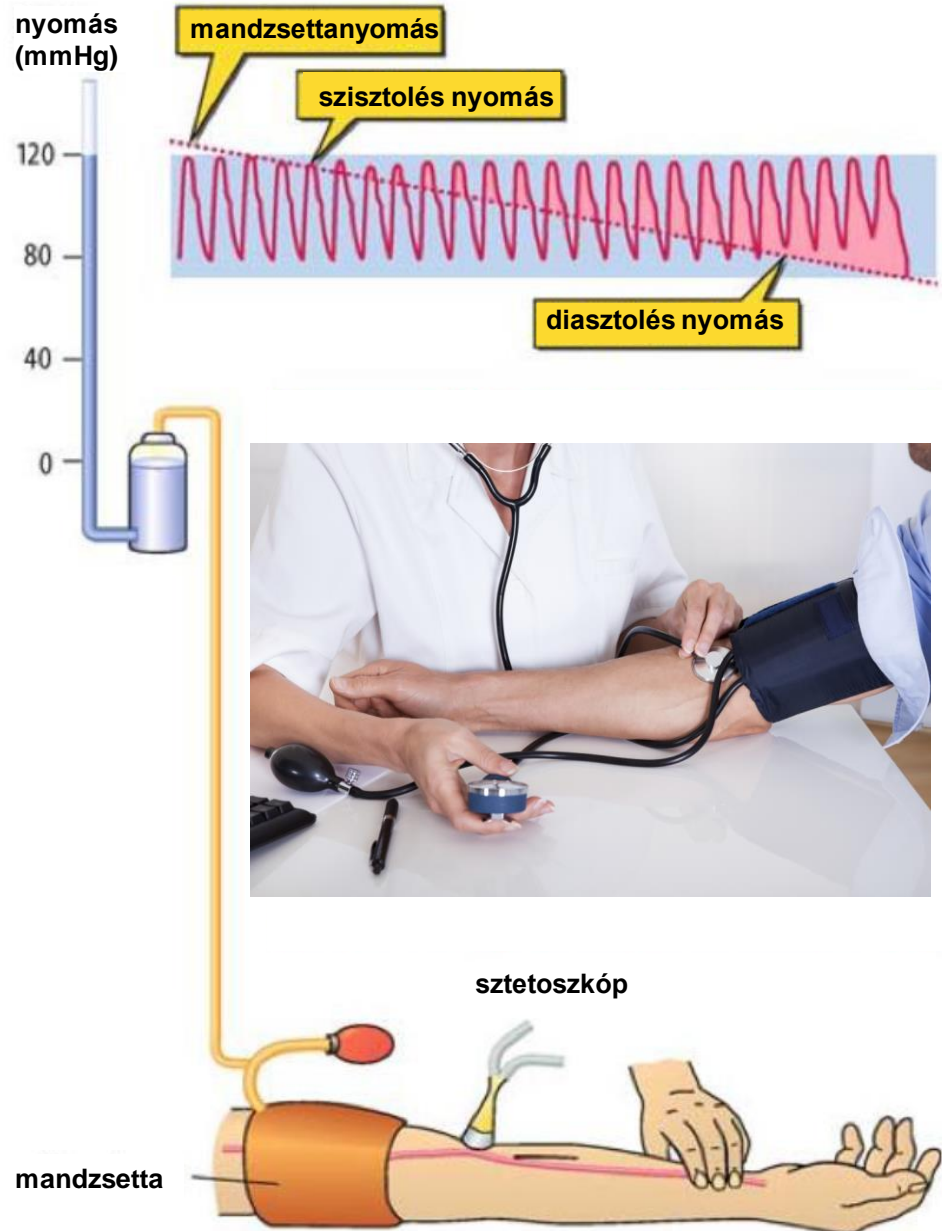 nyomás
(mmHg)
mandzsettanyomás
szisztolés nyomás
120
80
diasztolés nyomás
40
0
sztetoszkóp
mandzsetta